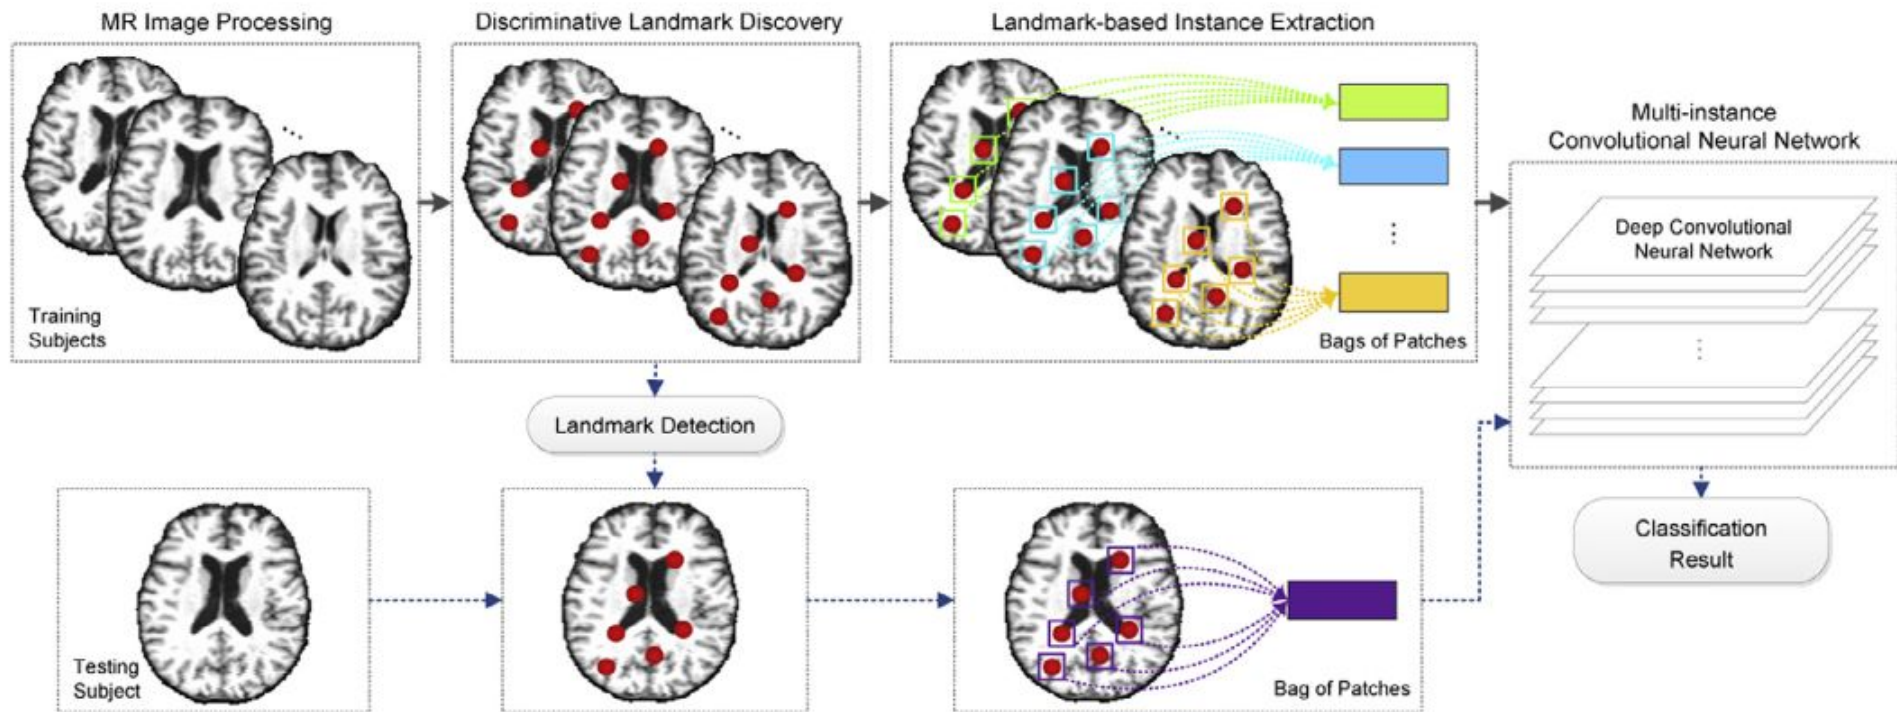 MR Image Processing
Discriminative Landmark Discovery
Landmark-based Instance Extraction
Multi-instance
Convolutional Neural Network
Training
Subjects
Bags of Patches
Deep Convolutional
Neural Network
Landmark Detection
Testing
Subject
Bag of Patches
Classification
Result